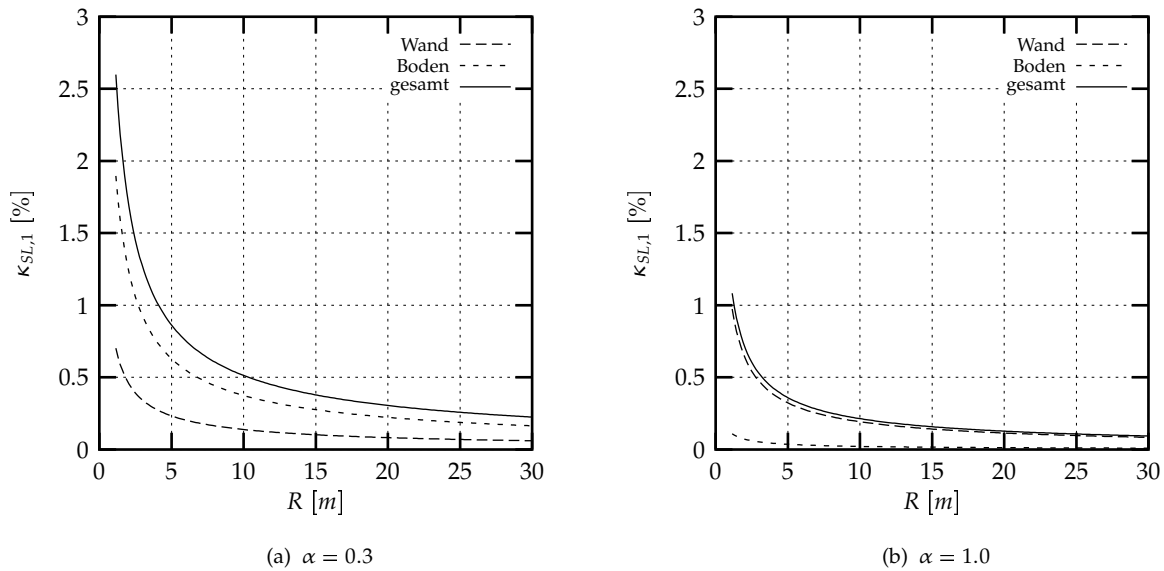 3
2.5
2
1.5
1
0.5
0
κSL,1 [%]
Wand
Boden
gesamt
0 5 10 15 20 25 30
R [m]
(a) α = 0.3
3
2.5
2
1.5
1
0.5
0
κSL,1 [%]
Wand
Boden
gesamt
0 5 10 15 20 25 30
R [m]
(b) α = 1.0